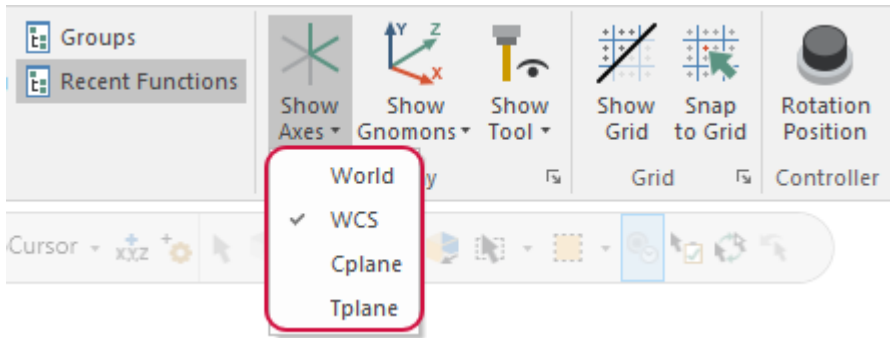 Groups
Recent Functions
Show Axes
Show Gnomons
Show Tool
Show Grid
Snap to Grid
Rotation Position
y
Grid
Controller
World
WCS
Cplane
Tplane
Cursor
XYZ
Y
Z
X